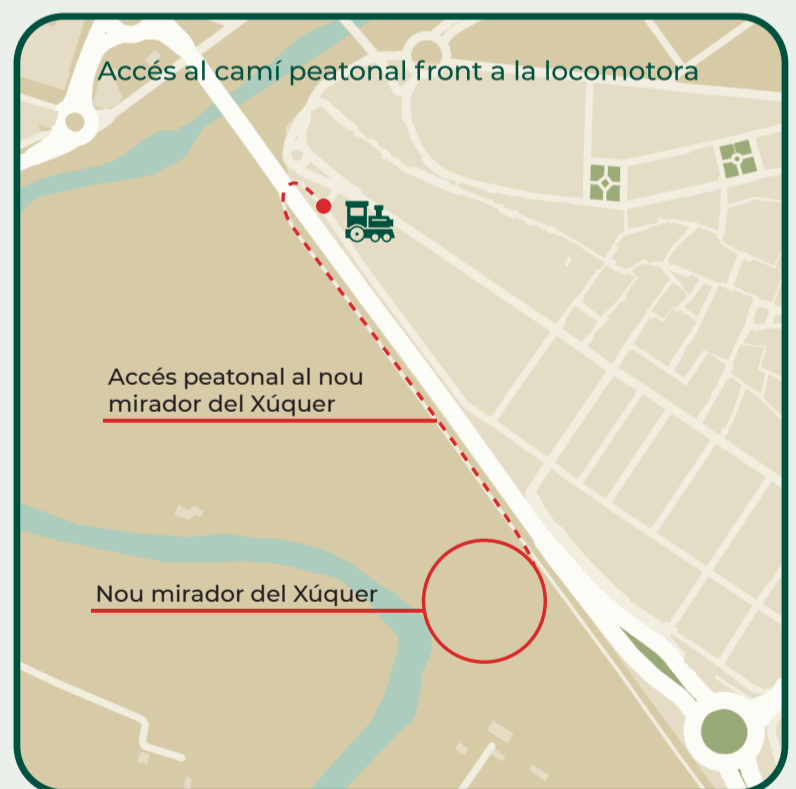 Accés al camí peatonal front a la locomotora
Accés peatonal al nou
mirador del Xúquer
Nou mirador del Xúquer